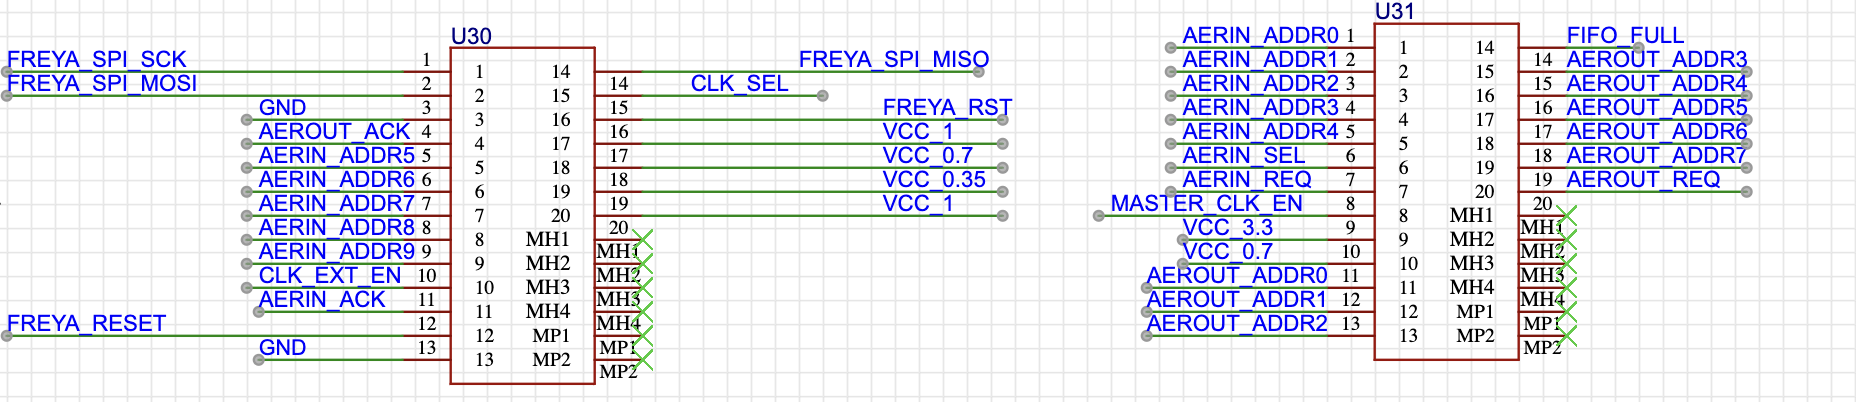 U30
FREYA_SPI_SCK 1 1 14 FREYA_SPI_MISO
FREYA_SPI_MOSI 2 2 15 14 CLK_SEL
GND 3 3 16 15 FREYA_RST
AEROUT_ACK 4 4 17 16 VCC_1
AERIN_ADDR5 5 5 18 17 VCC_0.7
AERIN_ADDR6 6 6 19 18 VCC_0.35
AERIN_ADDR7 7 7 20 19 VCC_1
AERIN_ADDR8 8 8 MH1 20
AERIN_ADDR9 9 9 MH2 MH1
CLK_EXT_EN 10 10 MH3 MH2
AERIN_ACK 11 11 MH4 MH3
FREYA_RESET 12 12 MP1 MH4
GND 13 13 MP2 MP1
MP2
U31
AERIN_ADDR0 1 1 14 FIFO_FULL
AERIN_ADDR1 2 2 15 14 AEROUT_ADDR3
AERIN_ADDR2 3 3 16 15 AEROUT_ADDR4
AERIN_ADDR3 4 4 17 16 AEROUT_ADDR5
AERIN_ADDR4 5 5 18 17 AEROUT_ADDR6
AERIN_SEL 6 6 19 18 AEROUT_ADDR7
AERIN_REQ 7 7 20 19 AEROUT_REQ
MASTER_CLK_EN 8 8 MH1 20
VCC_3.3 9 9 MH2 MH1
VCC_0.7 10 10 MH3 MH2
AEROUT_ADDR0 11 11 MH4 MH3
AEROUT_ADDR1 12 12 MP1 MH4
AEROUT_ADDR2 13 13 MP2 MP1
MP2